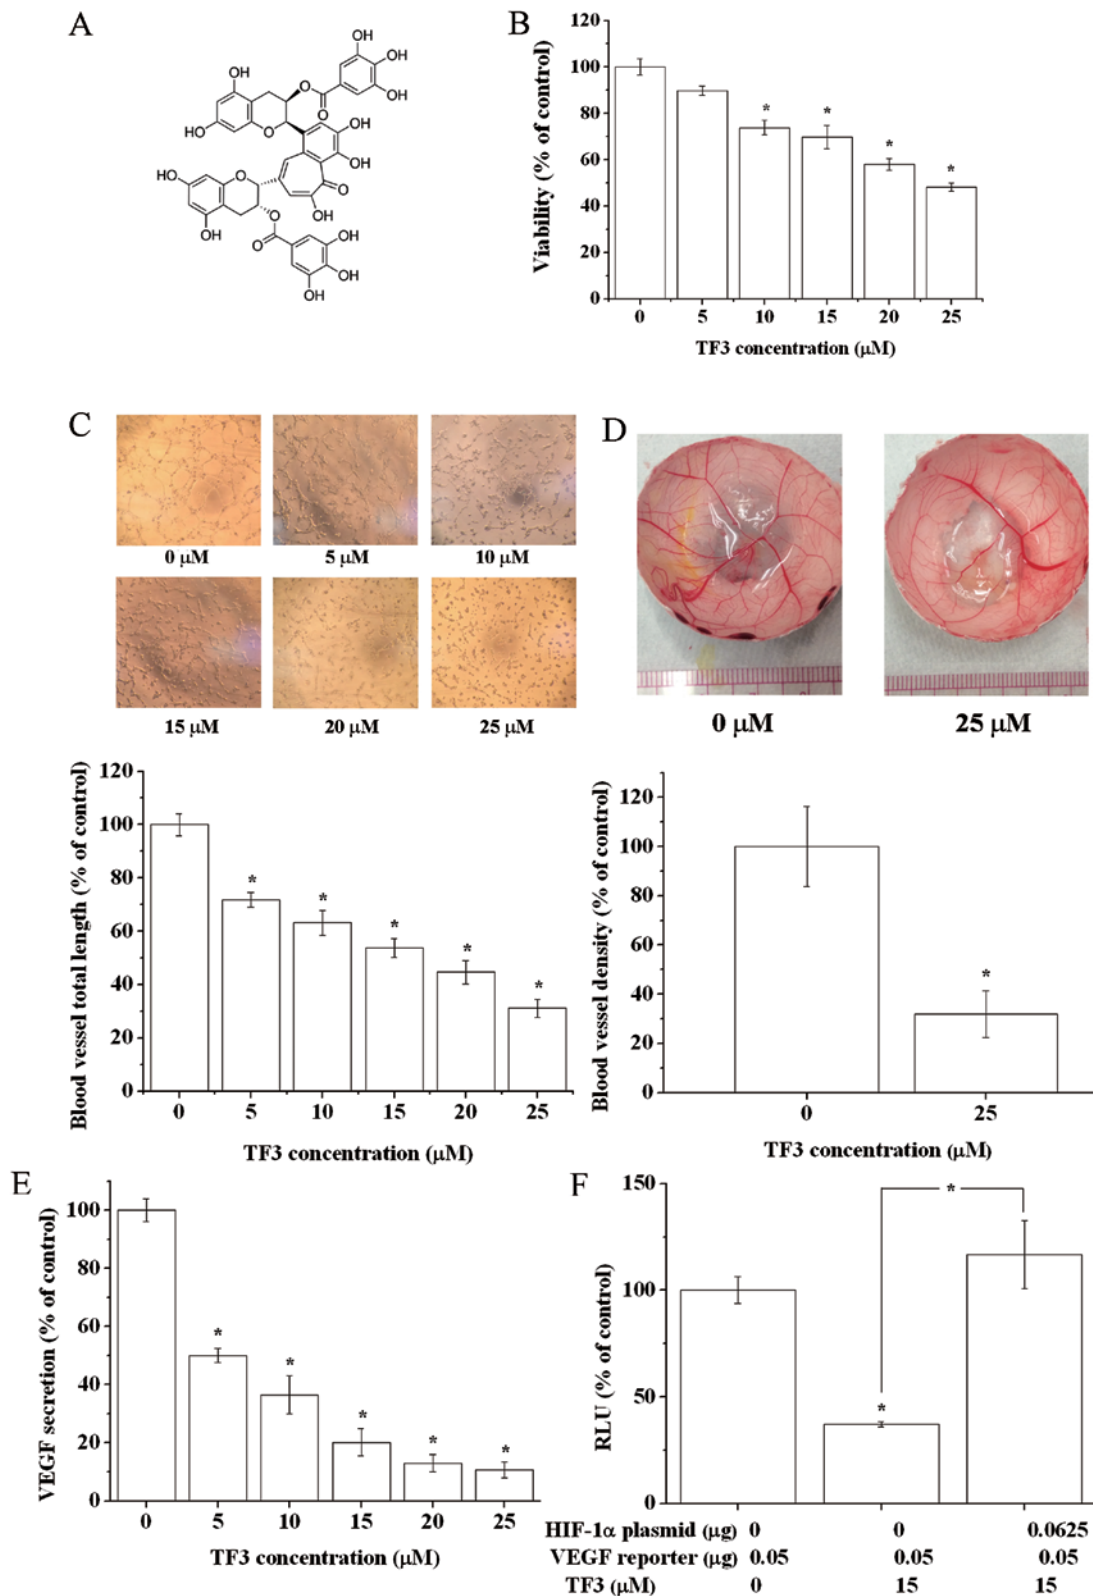 A
OH
OH
OH
OH
O
O
HO
O
OH
OH
HO
O
O
OH
OH
O
O
OH
OH
OH
OH
B
Viability (% of control)
120
100
80
60
40
20
0
* * * *
0 5 10 15 20 25
TF3 concentration (μM)
C
0 μM 5 μM 10 μM
15 μM 20 μM 25 μM
Blood vessel total length (% of control)
120
100
80
60
40
20
0
* * * * *
0 5 10 15 20 25
TF3 concentration (μM)
D
0 μM 25 μM
Blood vessel density (% of control)
120
100
80
60
40
20
0
*
0 25
TF3 concentration (μM)
E
VEGF secretion (% of control)
100
80
60
40
20
0
* * * * *
0 5 10 15 20 25
TF3 concentration (μM)
F
RLU (% of control)
150
100
50
0
*
*
HIF-1α plasmid (μg) 0 0 0.0625
VEGF reporter (μg) 0.05 0.05 0.05
TF3 (μM) 0 15 15